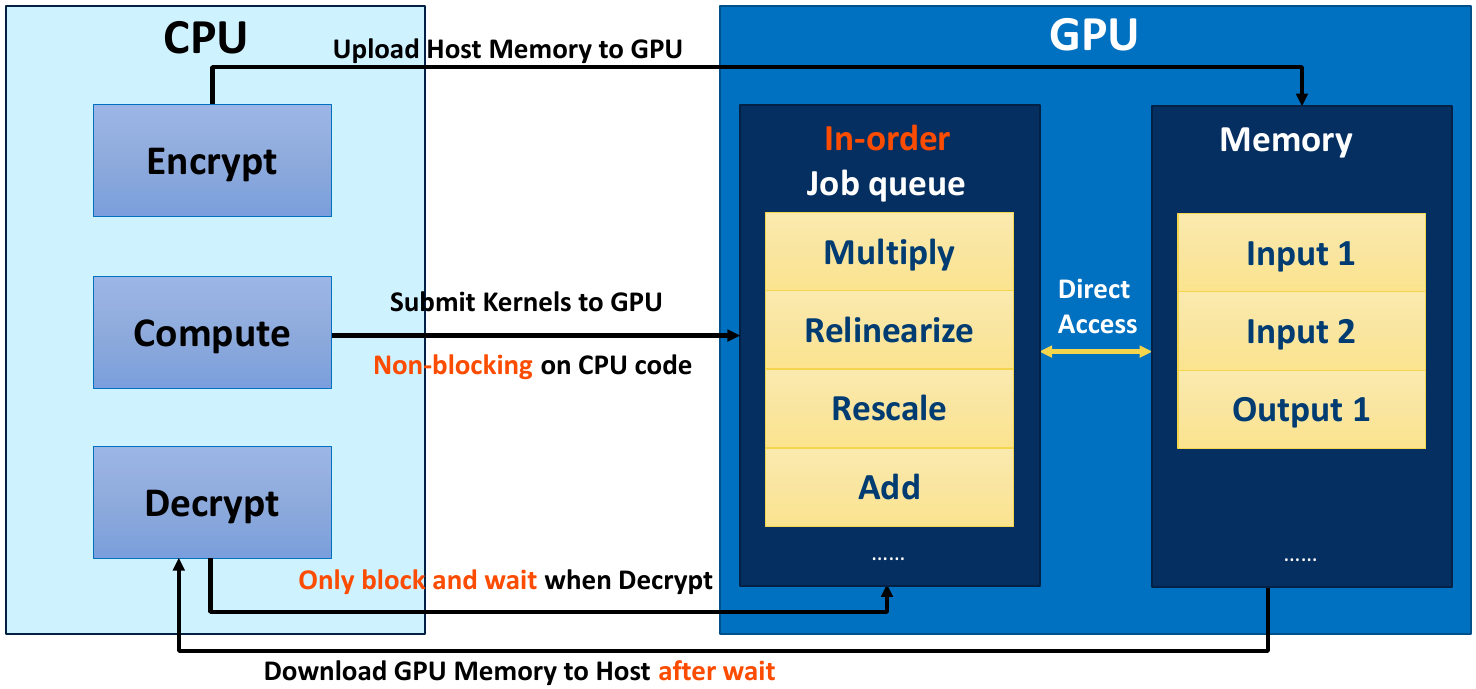 CPU
GPU
Upload Host Memory to GPU
Encrypt
In-order
Job queue
Memory
Multiply
Input 1
Submit Kernels to GPU
Direct
Access
Compute
Relinearize
Input 2
Non-blocking on CPU code
Rescale
Output 1
Decrypt
Add
......
......
Only block and wait when Decrypt
Download GPU Memory to Host after wait